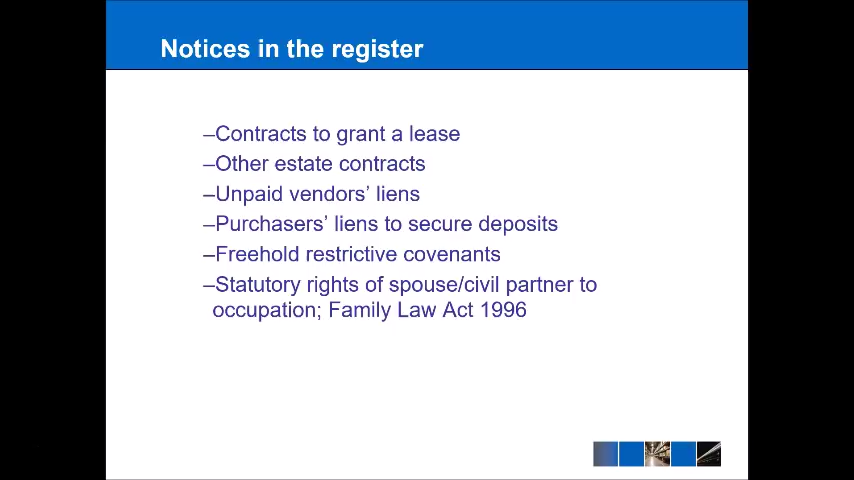 Notices in the register
–Contracts to grant a lease
–Other estate contracts
–Unpaid vendors’ liens
–Purchasers’ liens to secure deposits
–Freehold restrictive covenants
–Statutory rights of spouse/civil partner to
occupation; Family Law Act 1996